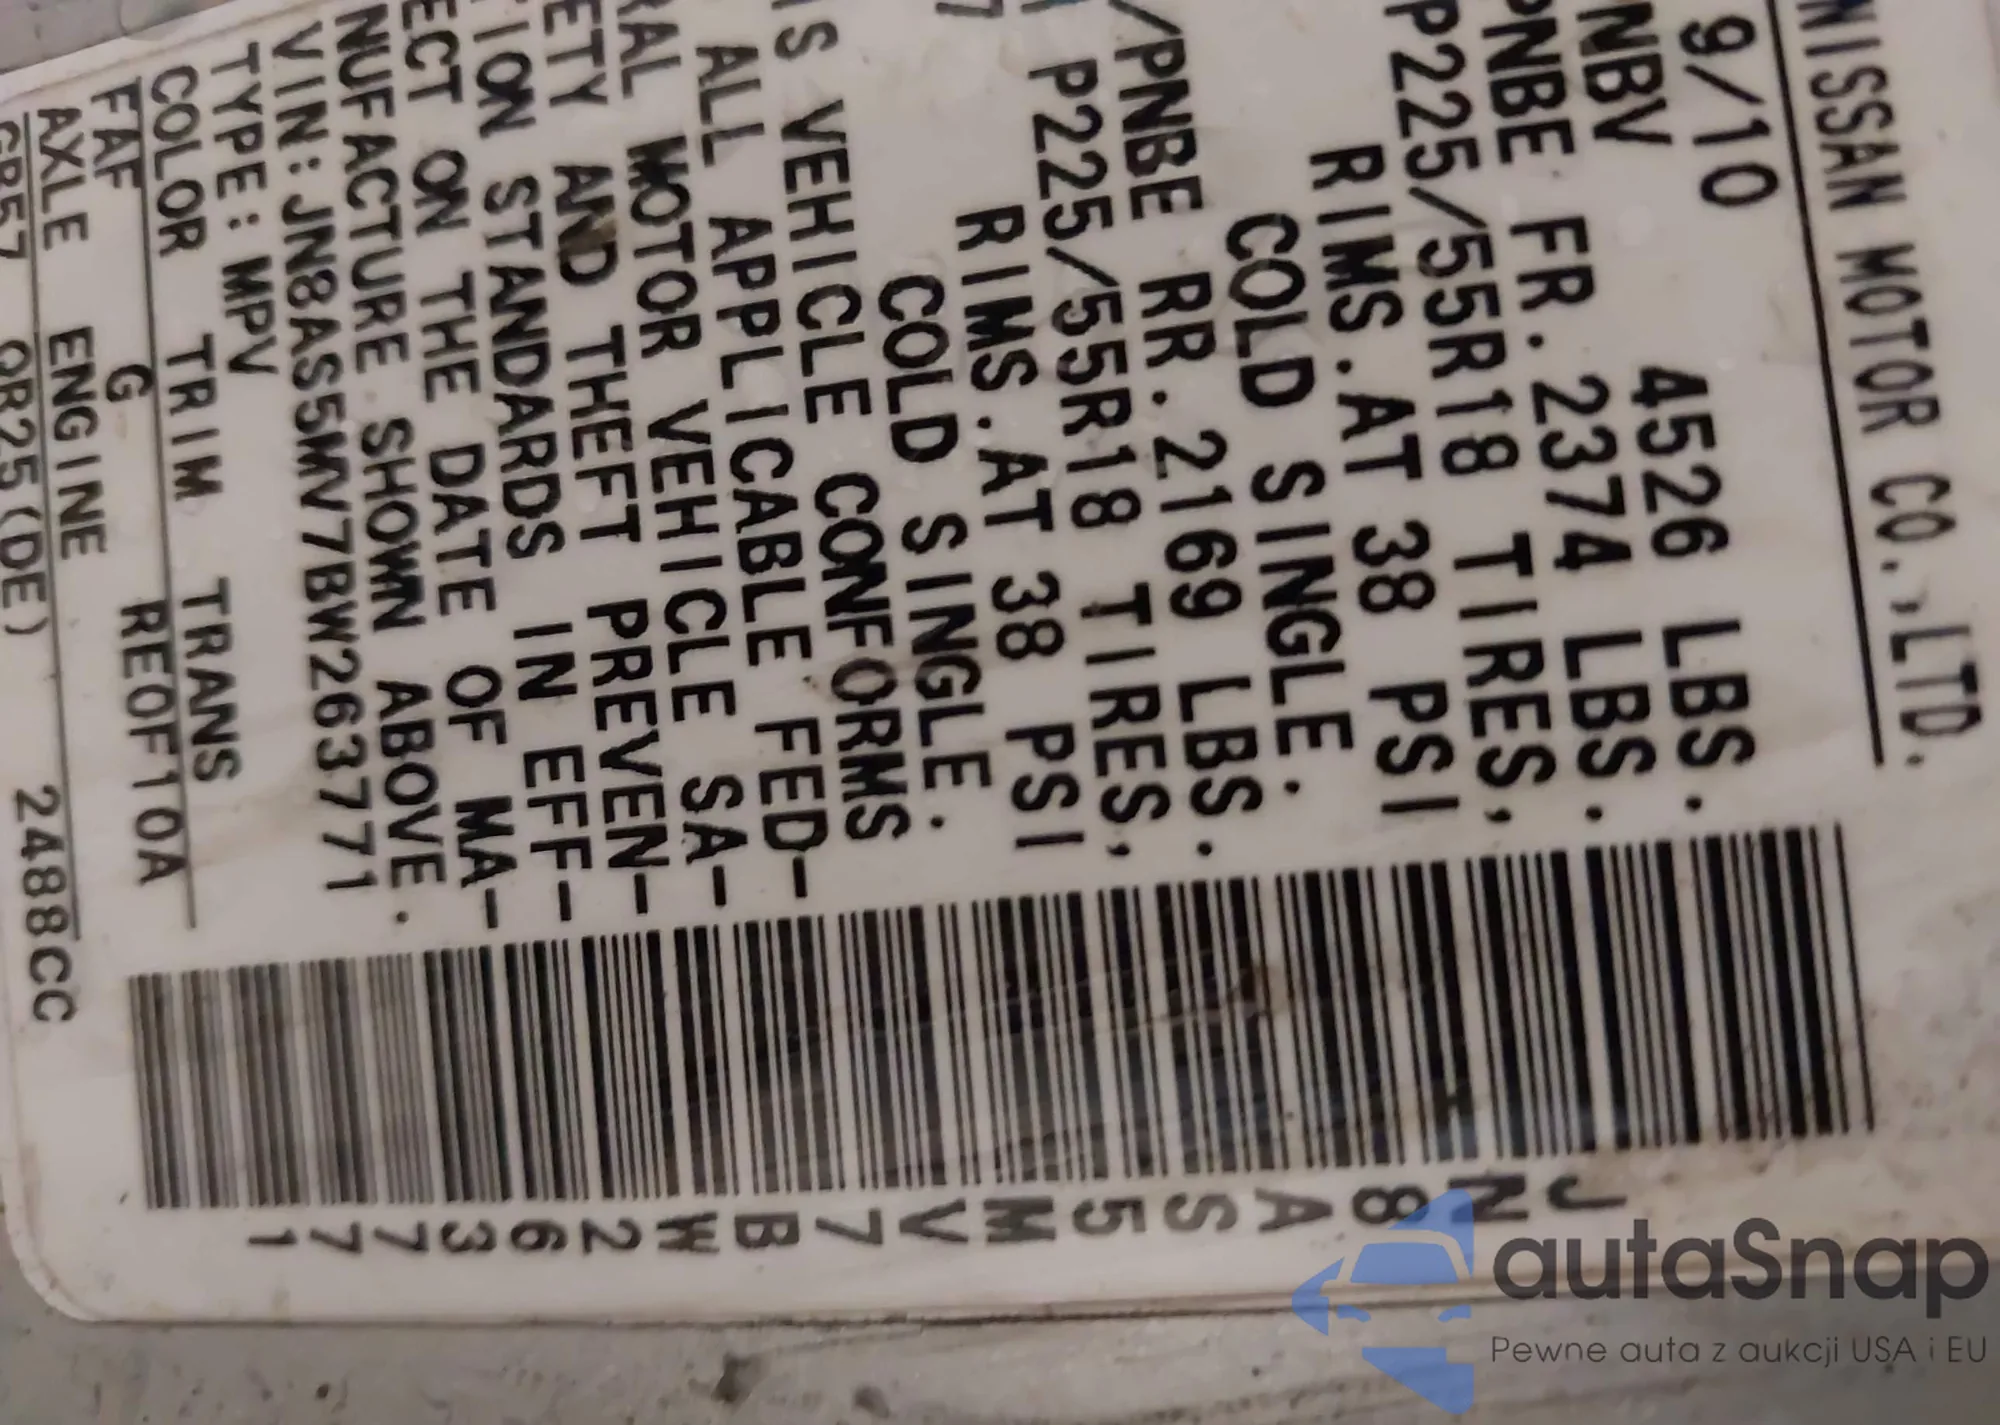 NISSAN MOTOR CO.,LTD.
9/10 4526 LBS.
FR.2374 LBS.
P225/55R18 TIRES,
RIMS.AT 38 PSI
COLD SINGLE.
/PNBE RR.2169 LBS.
P225/55R18 TIRES,
RIMS.AT 38 PSI
COLD SINGLE.
IS VEHICLE CONFORMS
ALL APPLICABLE FED-
RAL MOTOR VEHICLE SA-
ETY AND THEFT PREVEN-
TION STANDARDS IN EFF-
ECT ON THE DATE OF MA-
NUFACTURE SHOWN ABOVE.
VIN:JN8AS5MV7BW263771
TYPE:MPV
COLOR TRIM TRANS
FAF G REOF10A
AXLE ENGINE
GR57 QR25(DE) 2488CC
JN8AS5MV7BW263771
autaSnap
Pewne auta z aukcji USA i EU